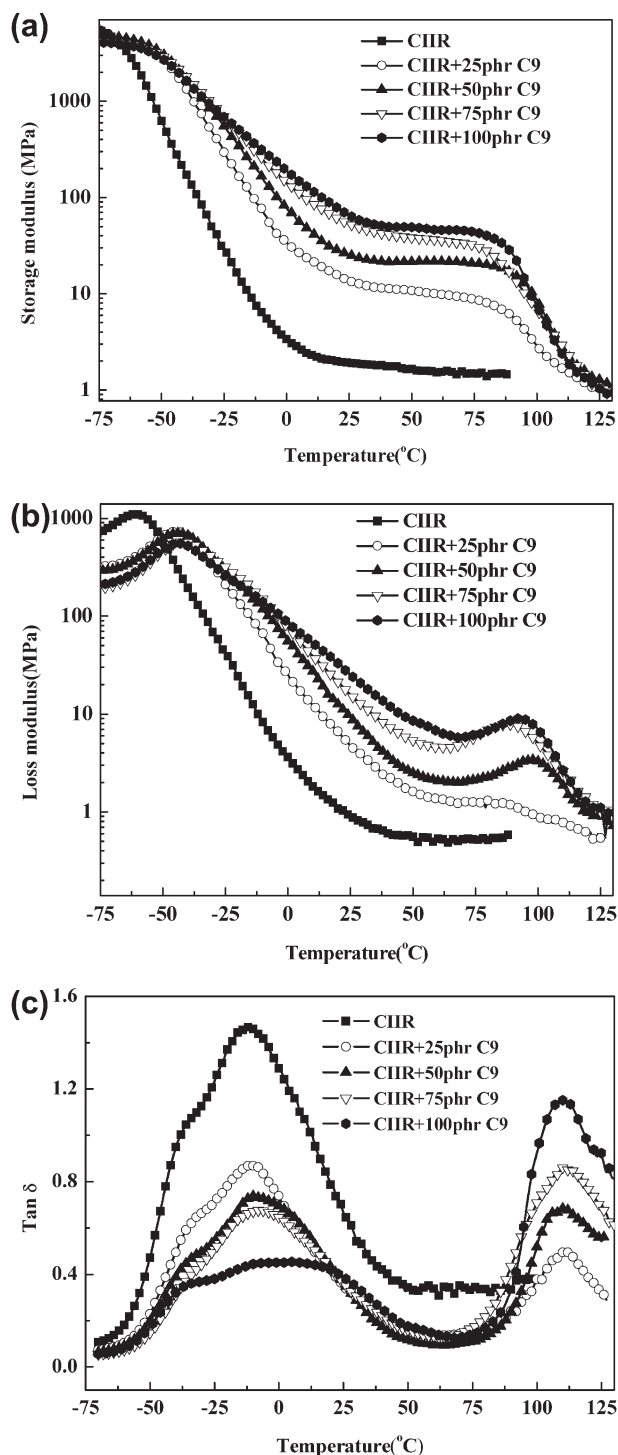 (a)
CIIR
CIIR+25phr C9
CIIR+50phr C9
CIIR+75phr C9
CIIR+100phr C9
Storage modulus (MPa)
1000
100
10
1
-75 -50 -25 0 25 50 75 100 125
Temperature(°C)
(b)
CIIR
CIIR+25phr C9
CIIR+50phr C9
CIIR+75phr C9
CIIR+100phr C9
Loss modulus(MPa)
1000
100
10
1
-75 -50 -25 0 25 50 75 100 125
Temperature(°C)
(c)
CIIR
CIIR+25phr C9
CIIR+50phr C9
CIIR+75phr C9
CIIR+100phr C9
Tan δ
1.6
1.2
0.8
0.4
0.0
-75 -50 -25 0 25 50 75 100 125
Temperature(°C)